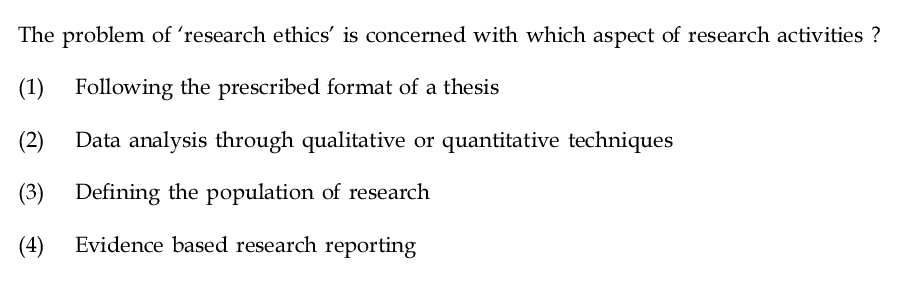 The problem of ‘research ethics’ is concerned with which aspect of research activities ?
(1) Following the prescribed format of a thesis
(2) Data analysis through qualitative or quantitative techniques
(3) Defining the population of research
(4) Evidence based research reporting